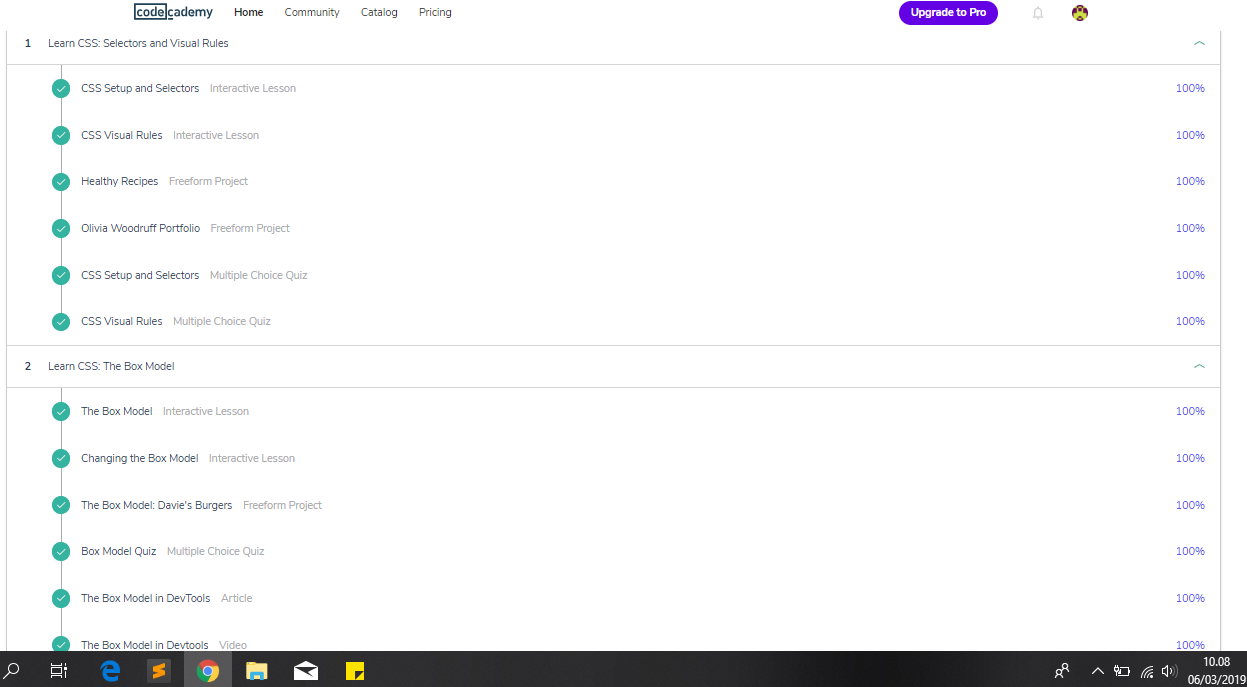 codecademy Home Community Catalog Pricing Upgrade to Pro
1 Learn CSS: Selectors and Visual Rules
CSS Setup and Selectors Interactive Lesson 100%
CSS Visual Rules Interactive Lesson 100%
Healthy Recipes Freeform Project 100%
Olivia Woodruff Portfolio Freeform Project 100%
CSS Setup and Selectors Multiple Choice Quiz 100%
CSS Visual Rules Multiple Choice Quiz 100%
2 Learn CSS: The Box Model
The Box Model Interactive Lesson 100%
Changing the Box Model Interactive Lesson 100%
The Box Model: Davie's Burgers Freeform Project 100%
Box Model Quiz Multiple Choice Quiz 100%
The Box Model in DevTools Article 100%
The Box Model in Devtools Video 100%
10.08
06/03/2019